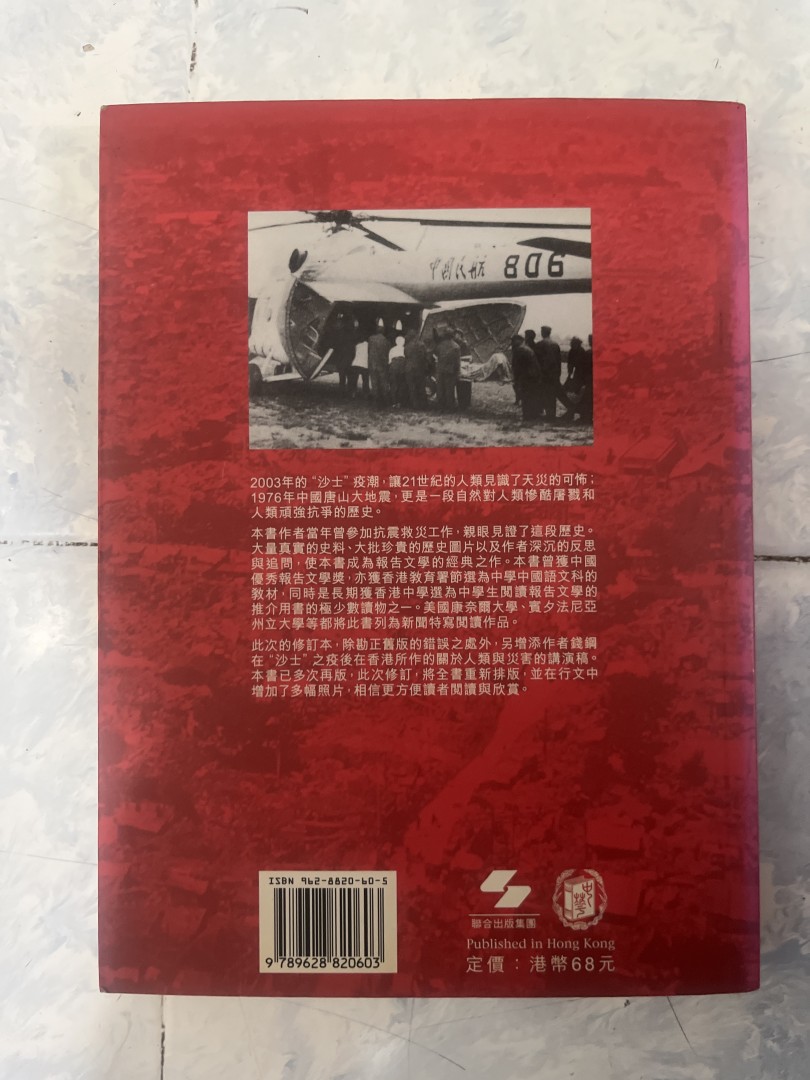 中國民航 806
2003年的“沙士”疫潮，讓21世紀的人類見識了天災的可怖；
1976年中國唐山大地震，更是一段自然對人類慘酷屠戮和
人類頑強抗爭的歷史。
本書作者當年曾參加抗震救災工作，親眼見證了這段歷史。
大量真實的史料、大批珍貴的歷史圖片以及作者深沉的反思
與追問，使本書成為報告文學的經典之作。本書曾獲中國
優秀報告文學獎，亦獲香港教育署節選為中學中國語文科的
教材，同時是長期獲香港中學選為中學生閱讀報告文學的
推介用書的極少數讀物之一。美國康奈爾大學、賓夕法尼亞
州立大學等都將此書列為新聞特寫閱讀作品。
此次的修訂本，除勘正舊版的錯誤之處外，另增添作者錢鋼
在“沙士”之疫後在香港所作的關於人類與災害的講演稿。
本書已多次再版，此次修訂，將全書重新排版，並在行文中
增加了多幅照片，相信更方便讀者閱讀與欣賞。
ISBN 962-8820-60-5
9 789628 820603
聯合出版集團
Published in Hong Kong
定價：港幣68元